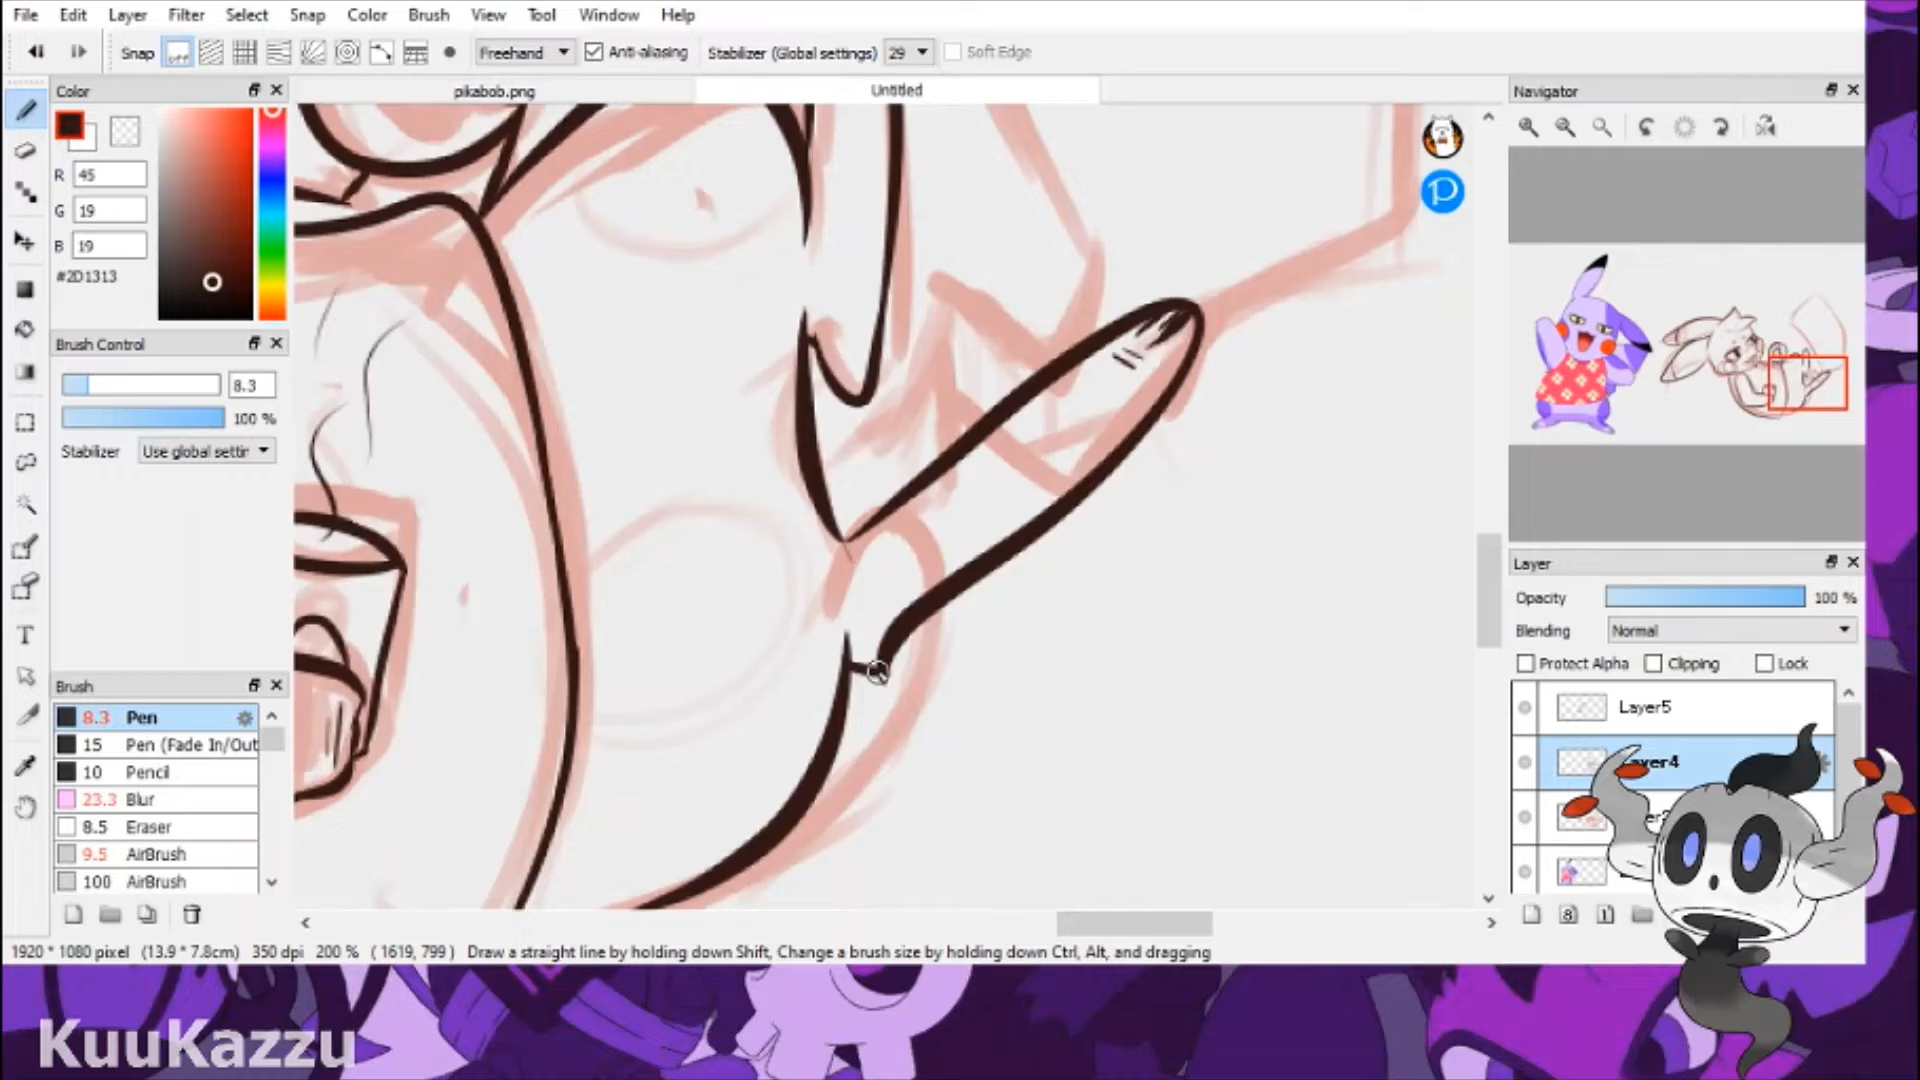 File Edit Layer Filter Select Snap Color Brush View Tool Window Help
Snap off Freehand Anti-aliasing Stabilizer (Global settings) 29 Soft Edge
Color
pikabob.png
Untitled
Navigator
R 45
G 19
B 19
#2D1313
Brush Control
8.3
100 %
Stabilizer Use global settir
Brush
8.3 Pen
15 Pen (Fade In/Out
10 Pencil
23.3 Blur
8.5 Eraser
9.5 AirBrush
100 AirBrush
Layer
Opacity 100 %
Blending Normal
Protect Alpha Clipping Lock
Layer5
ayer4
8 1
1920 * 1080 pixel (13.9 * 7.8cm) 350 dpi 200 % ( 1619, 799 ) Draw a straight line by holding down Shift, Change a brush size by holding down Ctrl, Alt, and dragging
KuuKazzu